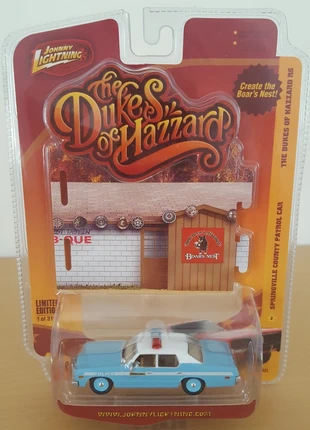 JOHNNY
LIGHTNING
The
Dukes
of Hazzard
Create the
Boar's Nest!
THE DUKES OF HAZZARD R6
SPRINGVILLE COUNTY PATROL CAR
B-QUE
BOARS NEST
LIMITED
EDITION
WWW.JOHNNYLIGHTNING.COM